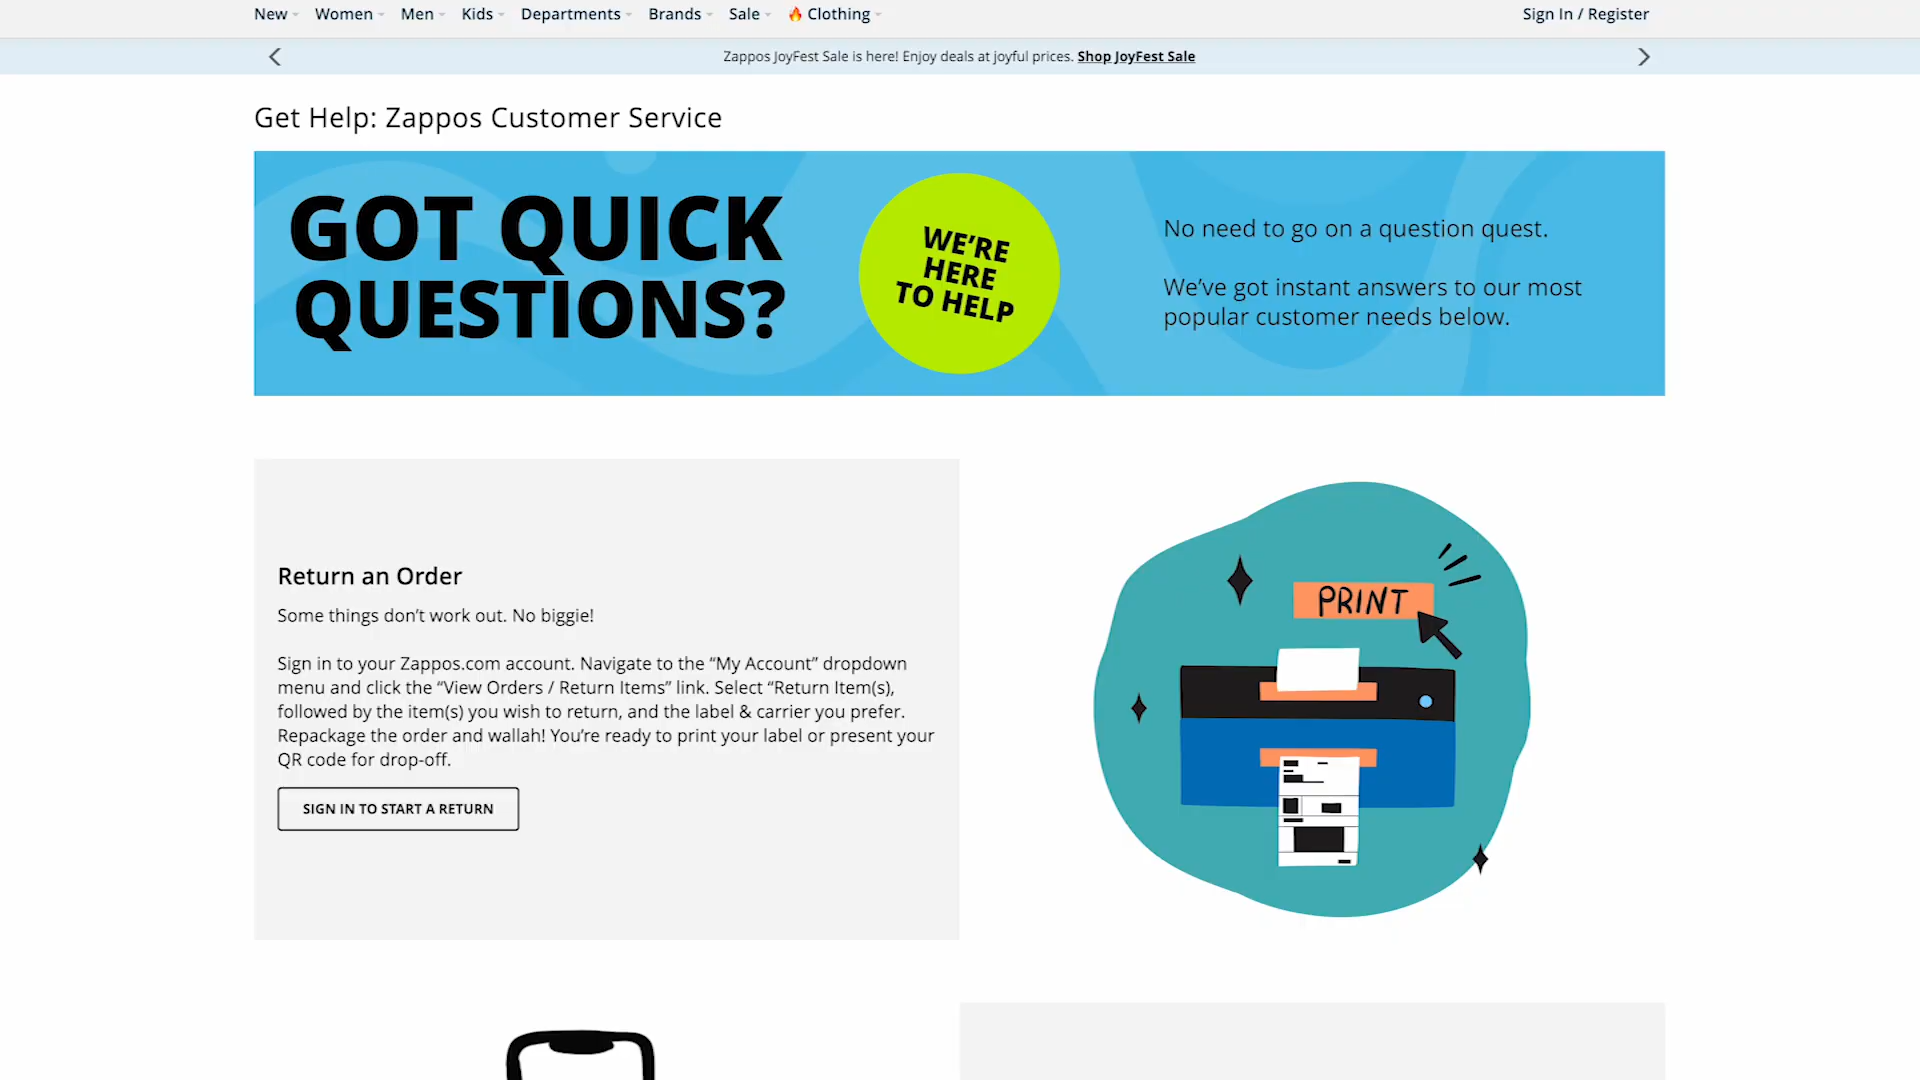 New Women Men Kids Departments Brands Sale 🔥 Clothing Sign In / Register
Zappos JoyFest Sale is here! Enjoy deals at joyful prices. Shop JoyFest Sale
Get Help: Zappos Customer Service
GOT QUICK
QUESTIONS?
WE’RE
HERE
TO HELP
No need to go on a question quest.
We’ve got instant answers to our most
popular customer needs below.
Return an Order
Some things don’t work out. No biggie!
Sign in to your Zappos.com account. Navigate to the “My Account” dropdown
menu and click the “View Orders / Return Items” link. Select “Return Item(s),
followed by the item(s) you wish to return, and the label & carrier you prefer.
Repackage the order and wallah! You’re ready to print your label or present your
QR code for drop-off.
SIGN IN TO START A RETURN
PRINT